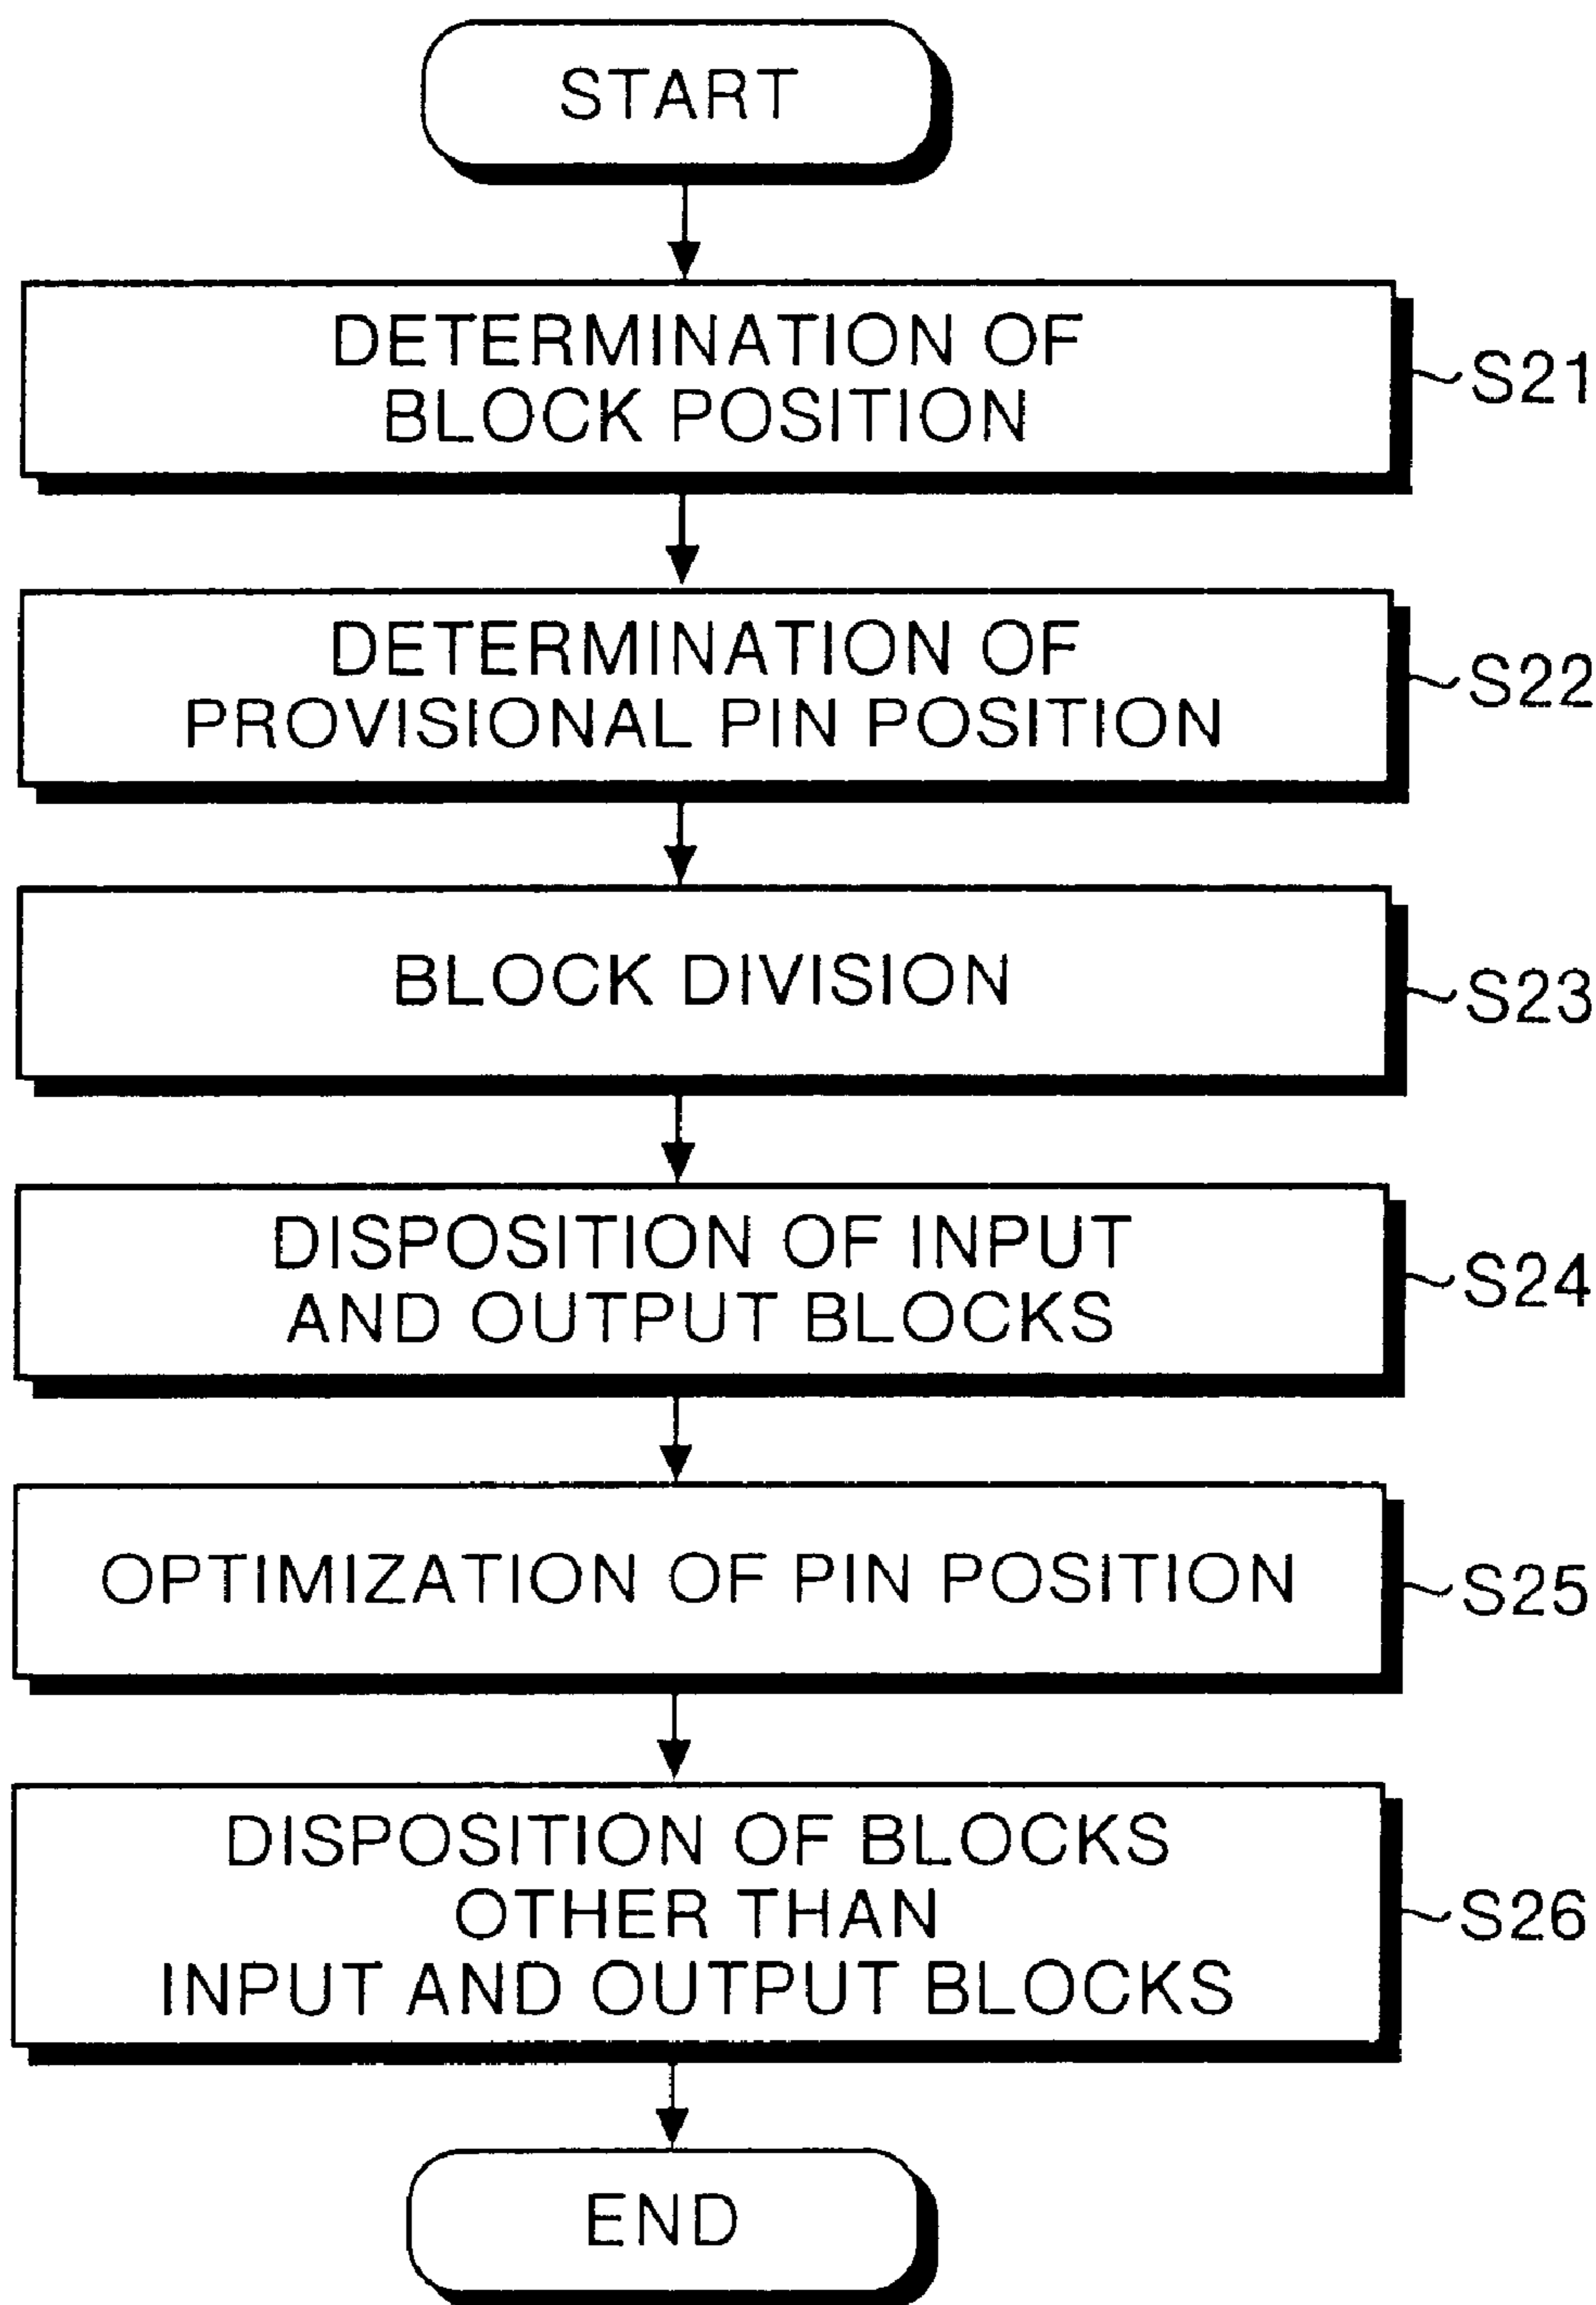 START
DETERMINATION OF
BLOCK POSITION
S21
DETERMINATION OF
PROVISIONAL PIN POSITION
S22
BLOCK DIVISION
S23
DISPOSITION OF INPUT
AND OUTPUT BLOCKS
S24
OPTIMIZATION OF PIN POSITION
S25
DISPOSITION OF BLOCKS
OTHER THAN
INPUT AND OUTPUT BLOCKS
S26
END